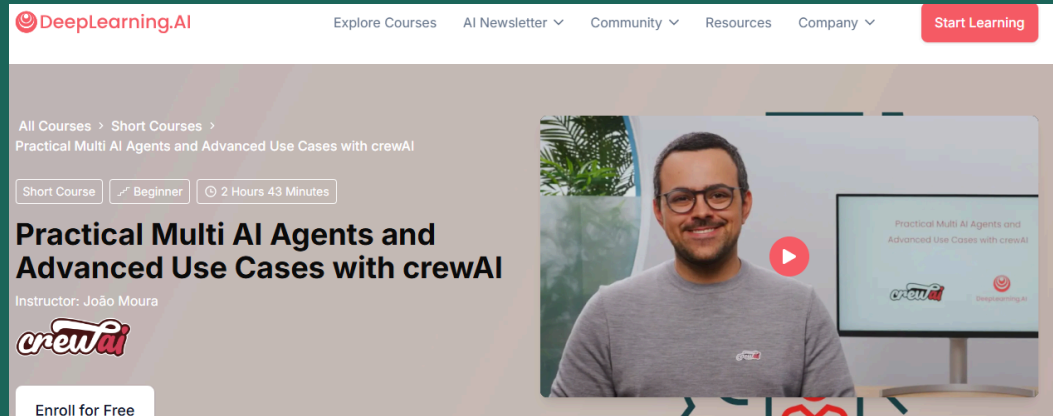 DeepLearning.AI
Explore Courses
AI Newsletter
Community
Resources
Company
Start Learning
All Courses > Short Courses >
Practical Multi AI Agents and Advanced Use Cases with crewAI
Short Course
Beginner
2 Hours 43 Minutes
Practical Multi AI Agents and
Advanced Use Cases with crewAI
Instructor: João Moura
crewai
Enroll for Free
Practical Multi AI Agents and
Advanced Use Cases with crewAI
crewai
DeepLearning.AI
crewai